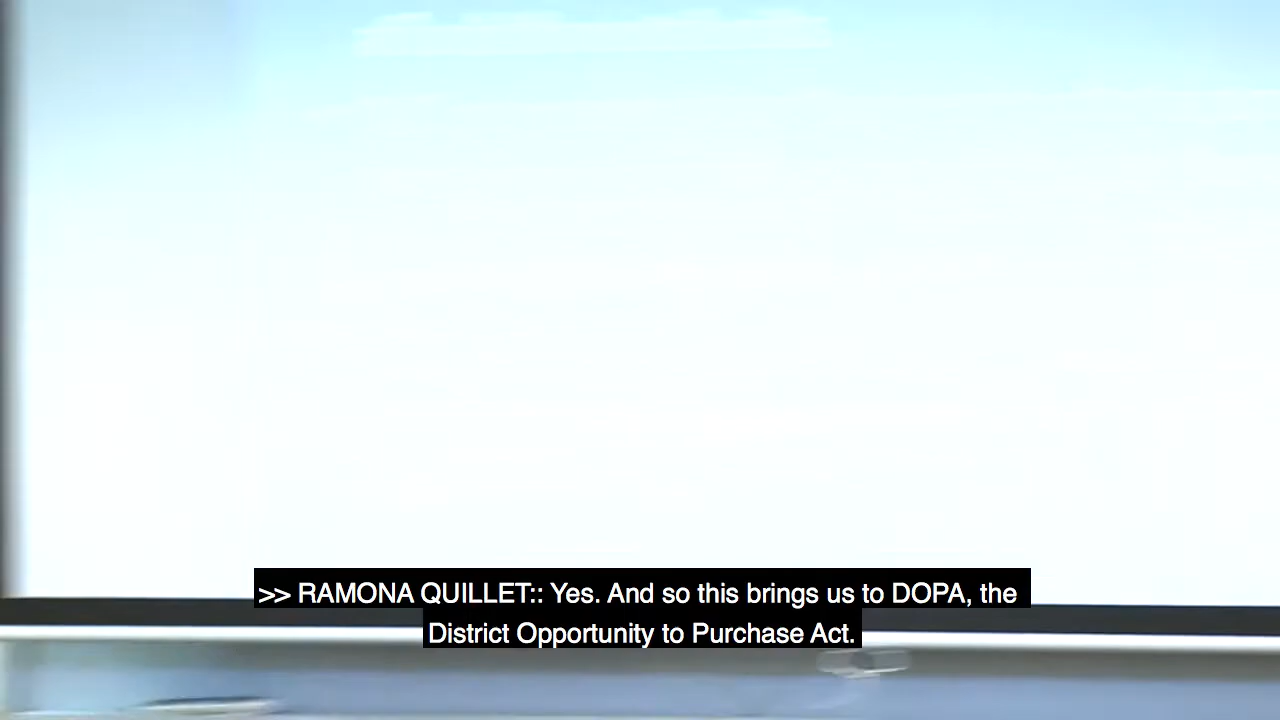 >> RAMONA QUILLET:: Yes. And so this brings us to DOPA, the
District Opportunity to Purchase Act.